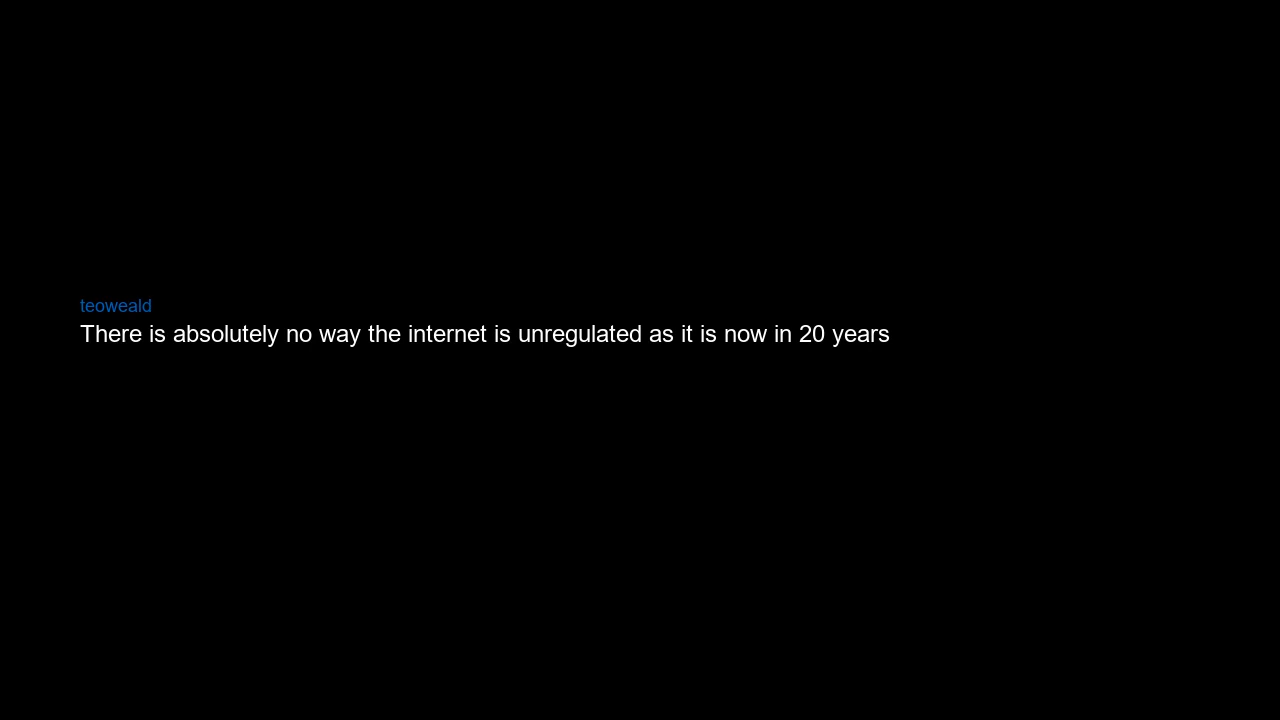 teoweald
There is absolutely no way the internet is unregulated as it is now in 20 years